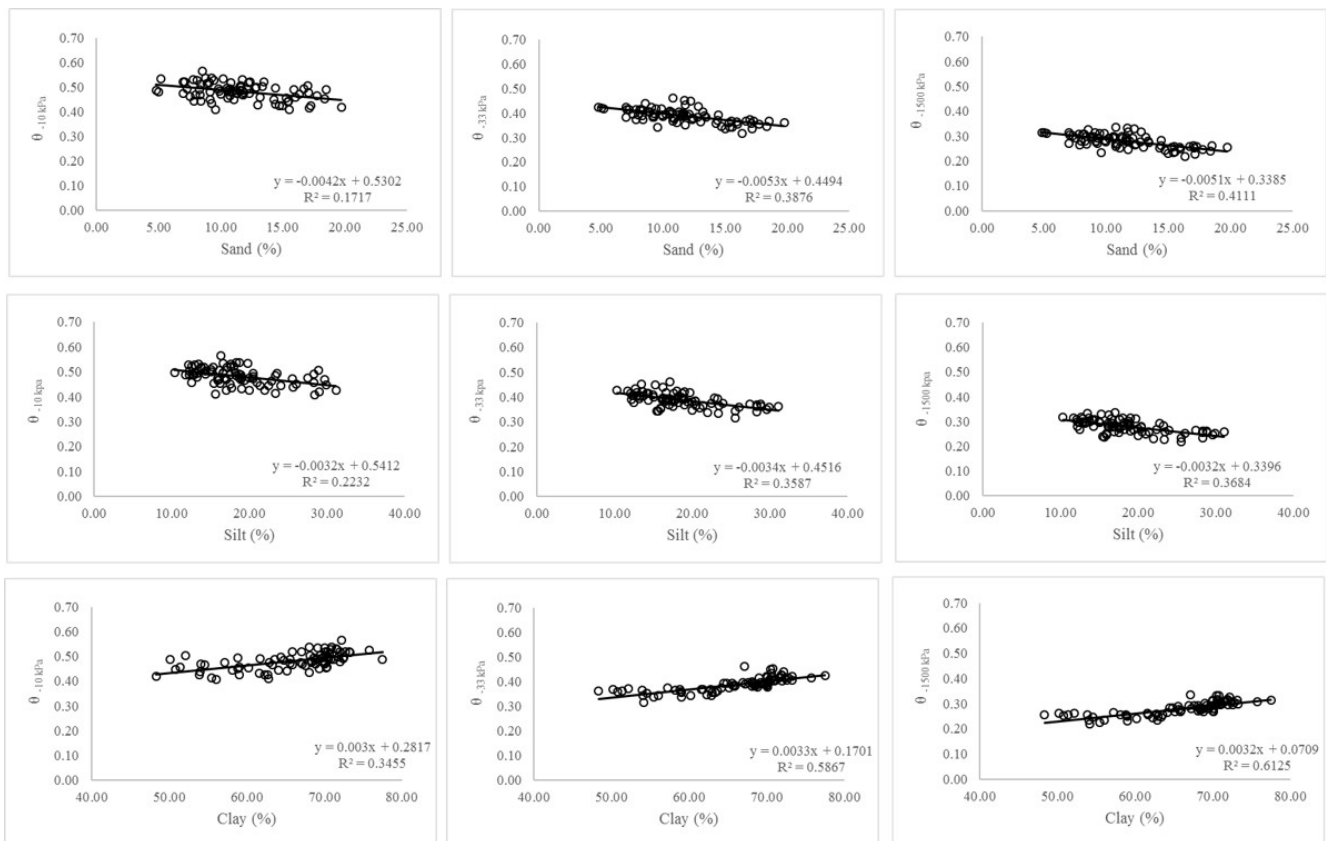 0.70
0.60
0.50
0.40
0.30
0.20
0.10
0.00
θ -10 kPa
y = -0.0042x + 0.5302
R² = 0.1717
0.00 5.00 10.00 15.00 20.00 25.00
Sand (%)
0.70
0.60
0.50
0.40
0.30
0.20
0.10
0.00
θ -33 kPa
y = -0.0053x + 0.4494
R² = 0.3876
0.00 5.00 10.00 15.00 20.00 25.00
Sand (%)
0.70
0.60
0.50
0.40
0.30
0.20
0.10
0.00
θ -1500 kPa
y = -0.0051x + 0.3385
R² = 0.4111
0.00 5.00 10.00 15.00 20.00 25.00
Sand (%)
0.70
0.60
0.50
0.40
0.30
0.20
0.10
0.00
θ -10 kpa
y = -0.0032x + 0.5412
R² = 0.2232
0.00 10.00 20.00 30.00 40.00
Silt (%)
0.70
0.60
0.50
0.40
0.30
0.20
0.10
0.00
θ -33 kpa
y = -0.0034x + 0.4516
R² = 0.3587
0.00 10.00 20.00 30.00 40.00
Silt (%)
0.70
0.60
0.50
0.40
0.30
0.20
0.10
0.00
θ -1500 kpa
y = -0.0032x + 0.3396
R² = 0.3684
0.00 10.00 20.00 30.00 40.00
Silt (%)
0.70
0.60
0.50
0.40
0.30
0.20
0.10
0.00
θ -10 kPa
y = 0.003x + 0.2817
R² = 0.3455
40.00 50.00 60.00 70.00 80.00
Clay (%)
0.70
0.60
0.50
0.40
0.30
0.20
0.10
0.00
θ -33 kPa
y = 0.0033x + 0.1701
R² = 0.5867
40.00 50.00 60.00 70.00 80.00
Clay (%)
0.70
0.60
0.50
0.40
0.30
0.20
0.10
0.00
θ -1500 kPa
y = 0.0032x + 0.0709
R² = 0.6125
40.00 50.00 60.00 70.00 80.00
Clay (%)